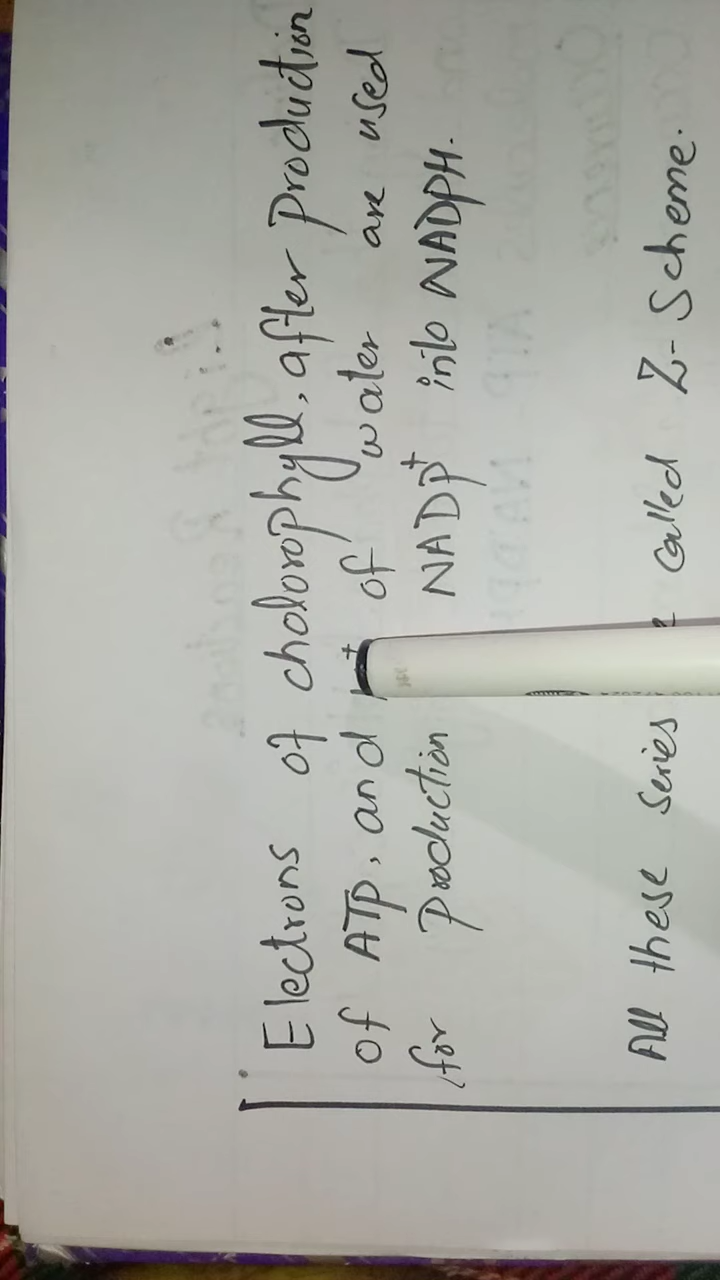 Electrons of cholorophyll, after production
of ATP, and + of water are used
for production NADP+ into NADPH.
All these series called Z-Scheme.